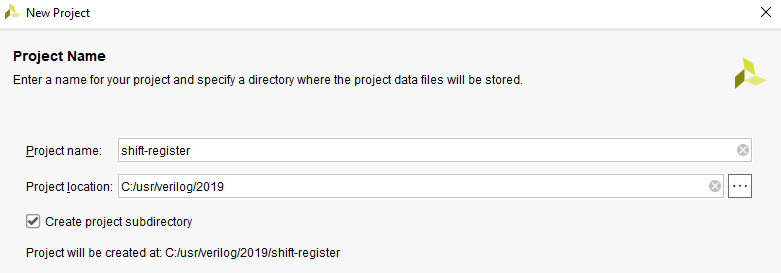 New Project
Project Name
Enter a name for your project and specify a directory where the project data files will be stored.
Project name: shift-register
Project location: C:/usr/verilog/2019 ...
Create project subdirectory
Project will be created at: C:/usr/verilog/2019/shift-register